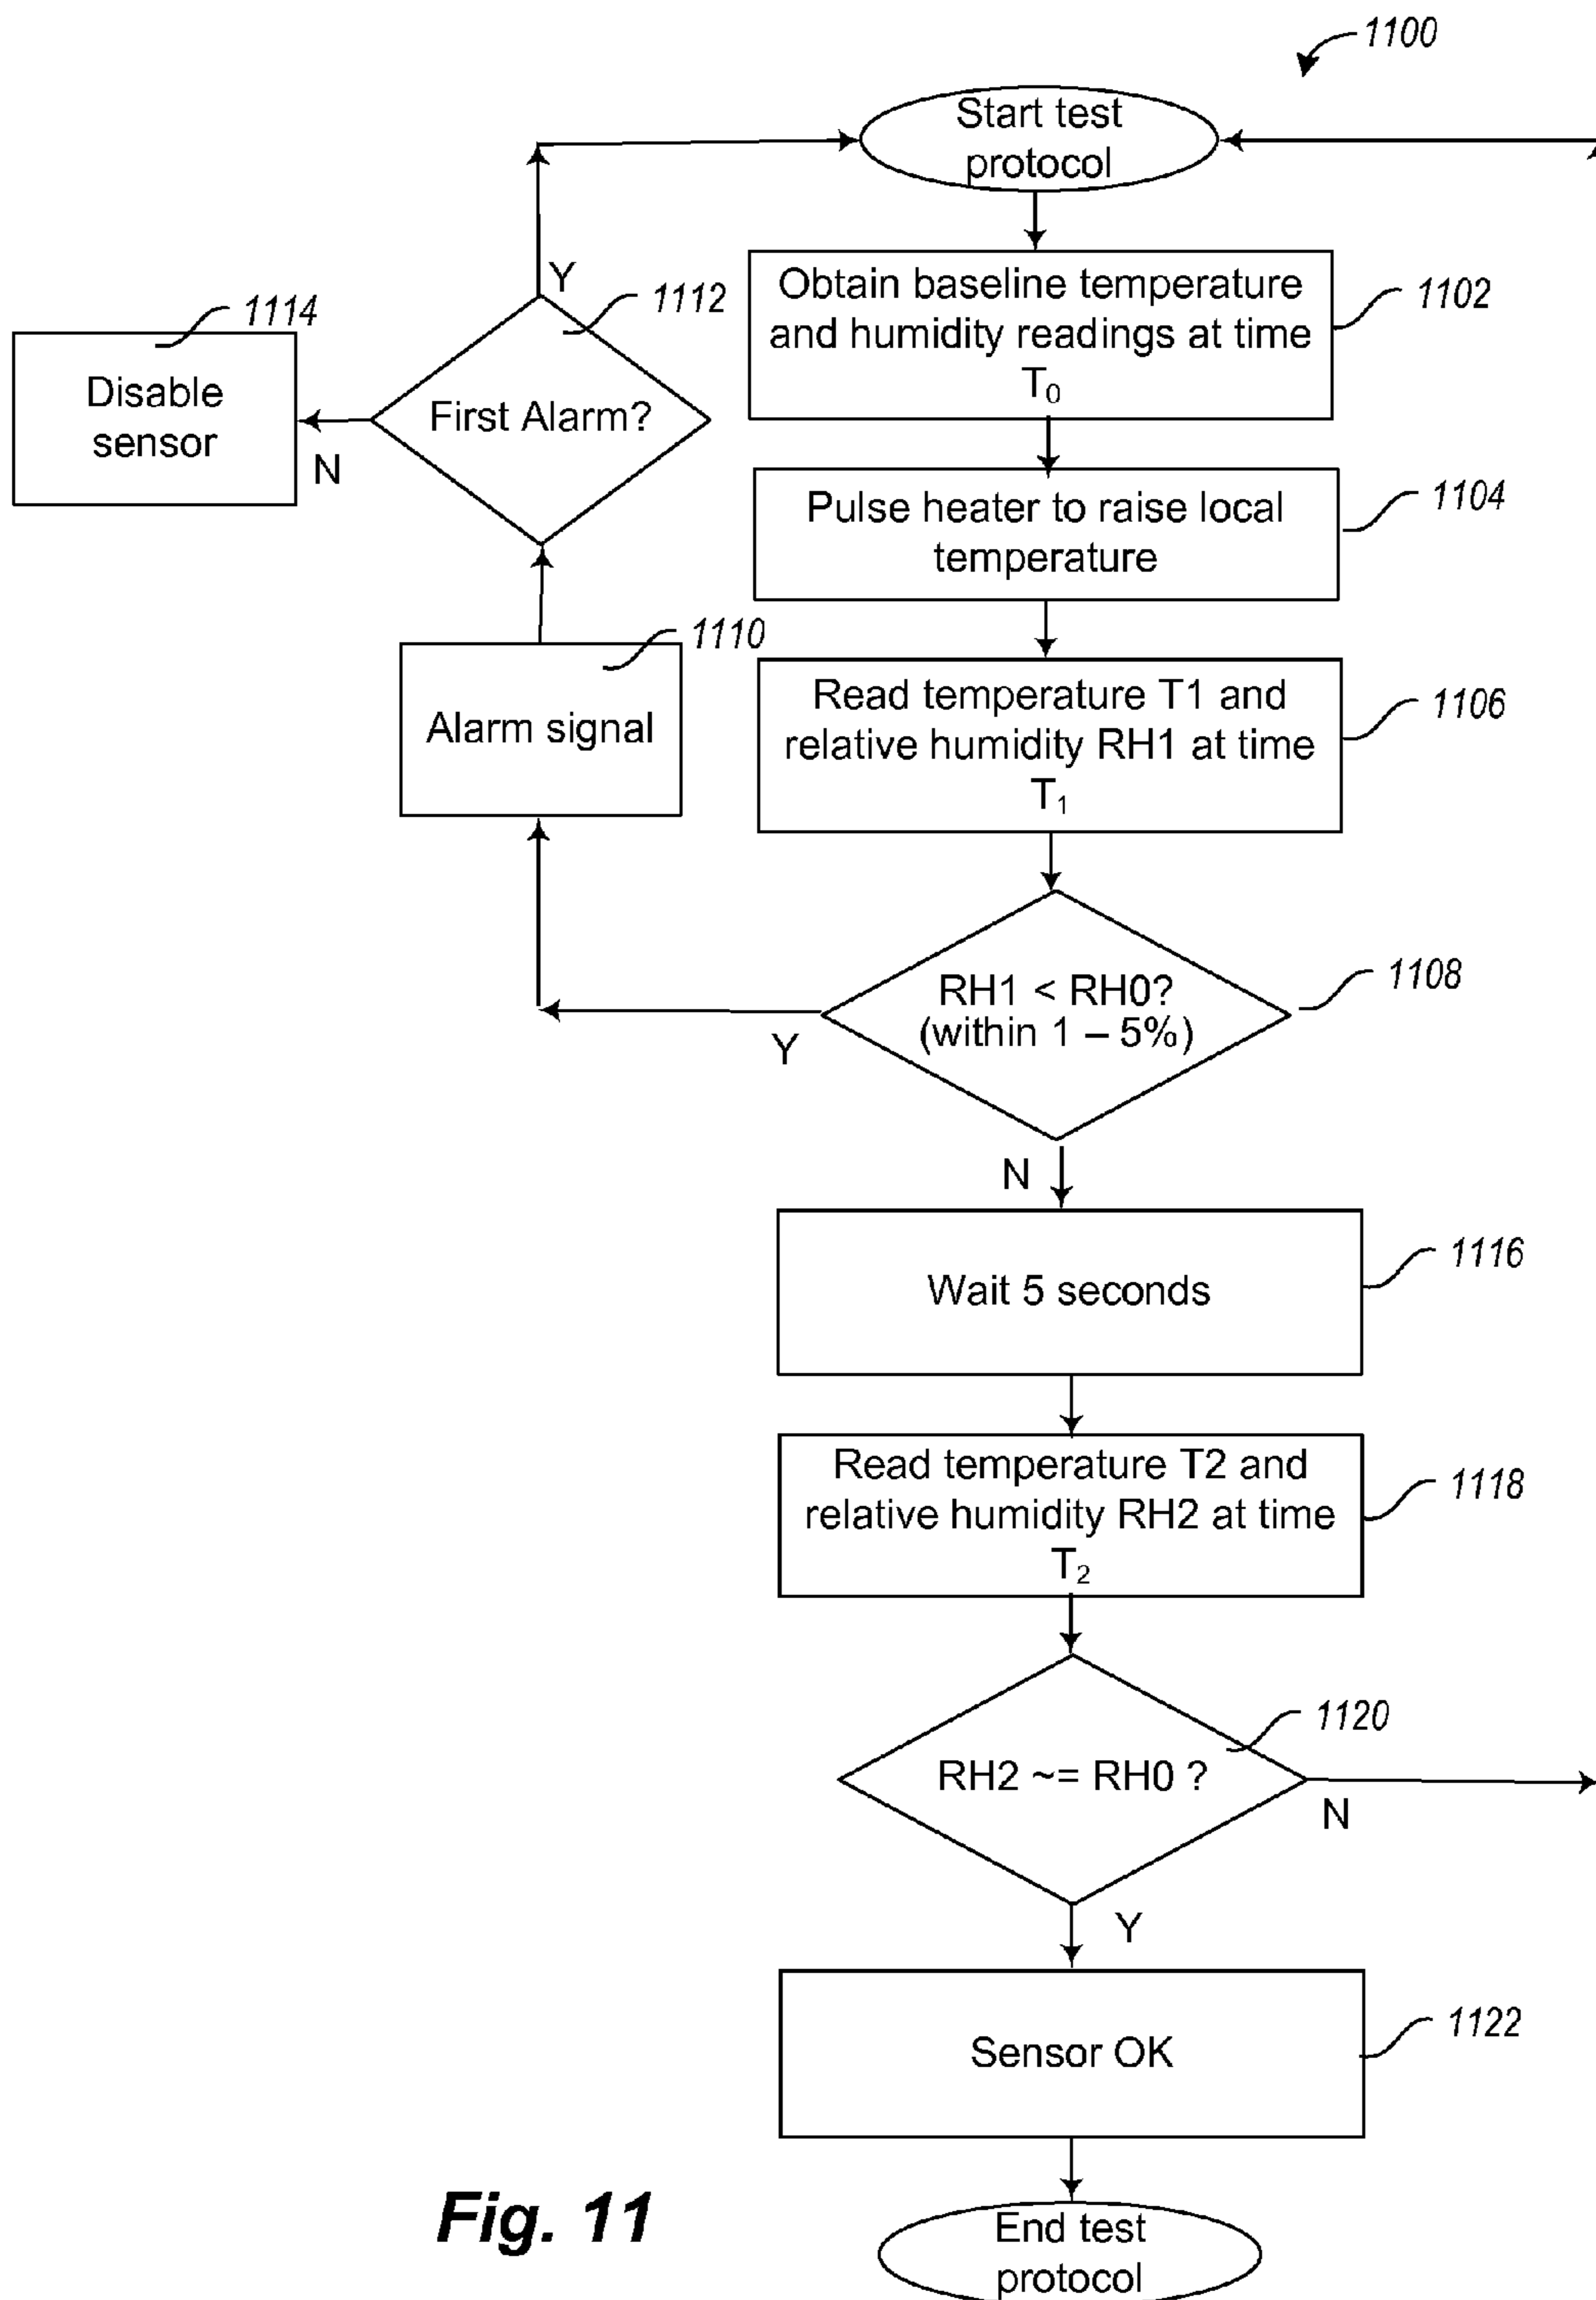 1100
Start test
protocol
Obtain baseline temperature
and humidity readings at time
T₀
1102
Pulse heater to raise local
temperature
1104
Read temperature T1 and
relative humidity RH1 at time
T₁
1106
RH1 < RH0?
(within 1 – 5%)
1108
Y
N
Alarm signal
1110
First Alarm?
1112
Y
N
Disable
sensor
1114
Wait 5 seconds
1116
Read temperature T2 and
relative humidity RH2 at time
T₂
1118
RH2 ~= RH0 ?
1120
N
Y
Sensor OK
1122
End test
protocol
Fig. 11